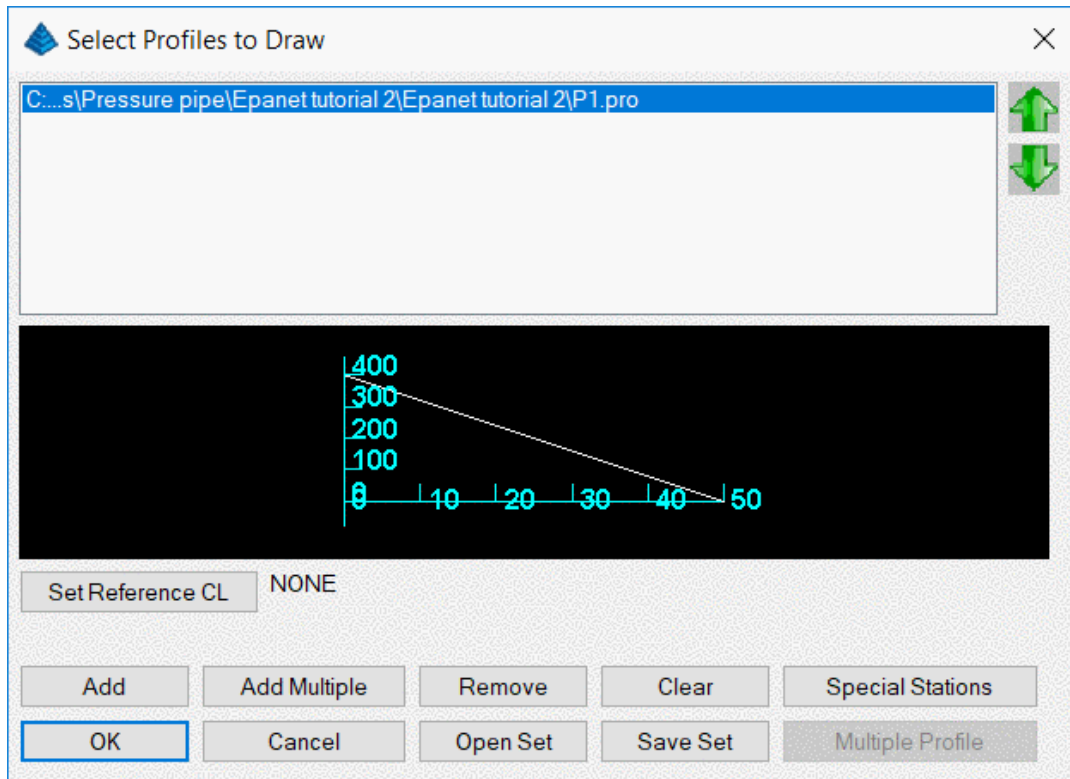 Select Profiles to Draw
C:...s\Pressure pipe\Epanet tutorial 2\Epanet tutorial 2\P1.pro
400
300
200
100
0 10 20 30 40 50
Set Reference CL NONE
Add Add Multiple Remove Clear Special Stations
OK Cancel Open Set Save Set Multiple Profile